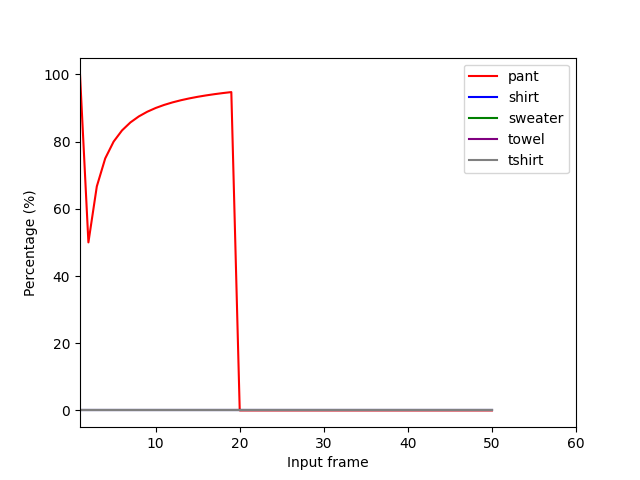 100
80
60
40
20
0
Percentage (%)
10 20 30 40 50 60
Input frame
pant
shirt
sweater
towel
tshirt